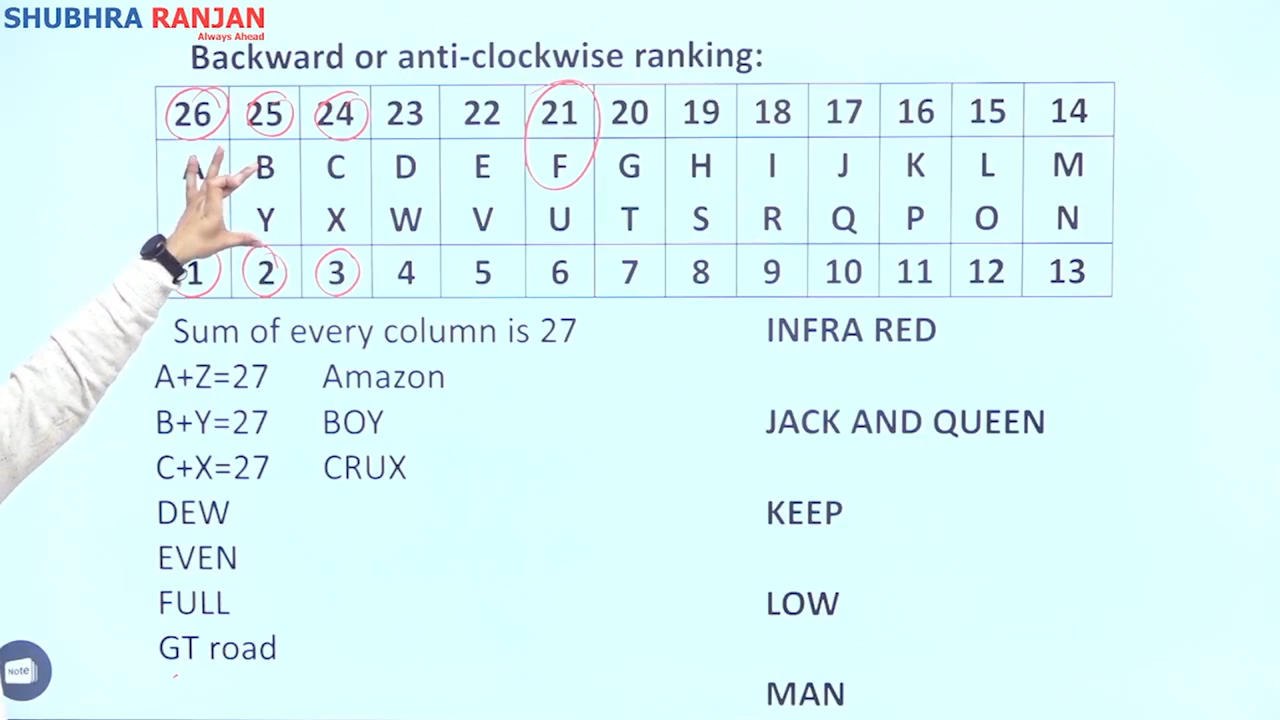 SHUBHRA RANJAN
Always Ahead
Backward or anti-clockwise ranking:
26 25 24 23 22 21 20 19 18 17 16 15 14
A B C D E F G H I J K L M
Y X W V U T S R Q P O N
1 2 3 4 5 6 7 8 9 10 11 12 13
Sum of every column is 27
INFRA RED
A+Z=27 Amazon
B+Y=27 BOY
JACK AND QUEEN
C+X=27 CRUX
DEW
KEEP
EVEN
FULL
LOW
GT road
Note
MAN